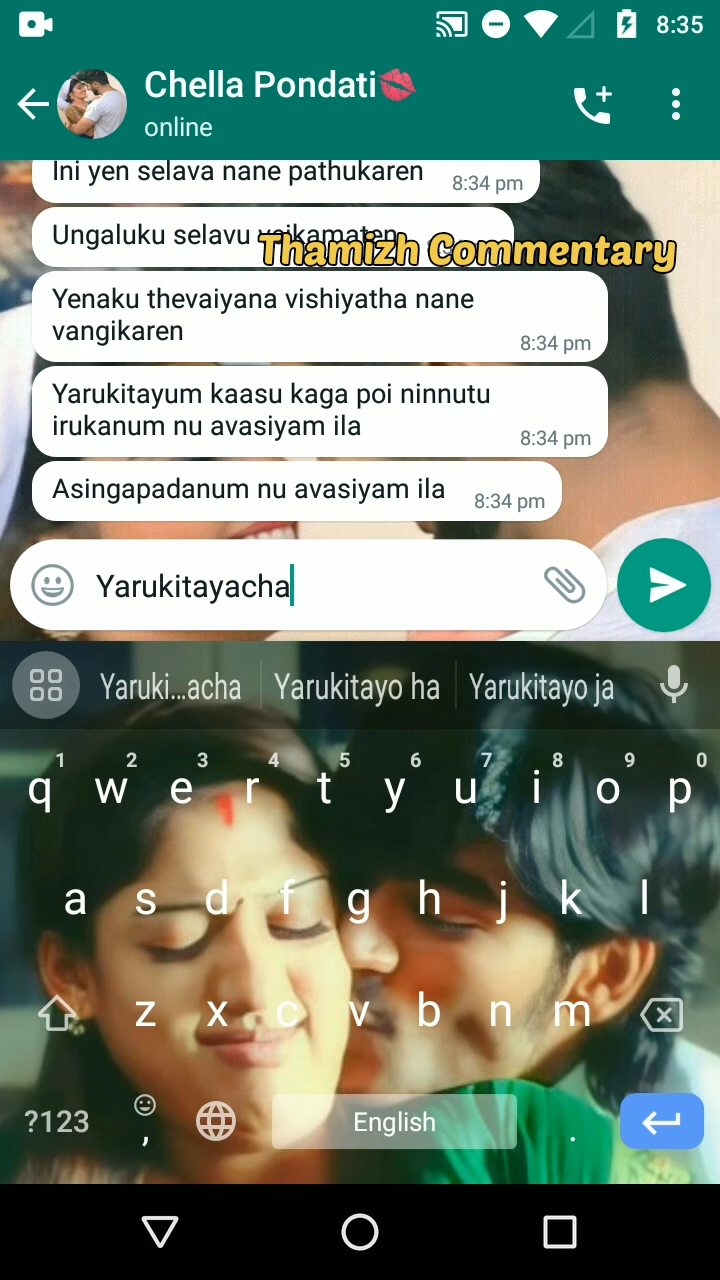 8:35
Chella Pondati💋
online
Ini yen selava nane pathukaren 8:34 pm
Ungaluku selavu vaikamaten
Thamizh Commentary
Yenaku thevaiyana vishiyatha nane
vangikaren 8:34 pm
Yarukitayum kaasu kaga poi ninnutu
irukanum nu avasiyam ila 8:34 pm
Asingapadanum nu avasiyam ila 8:34 pm
Yarukitayacha
Yaruki...acha Yarukitayo ha Yarukitayo ja
1 2 3 4 5 6 7 8 9 0
q w e r t y u i o p
a s d f g h j k l
z x c v b n m
?123 , English .